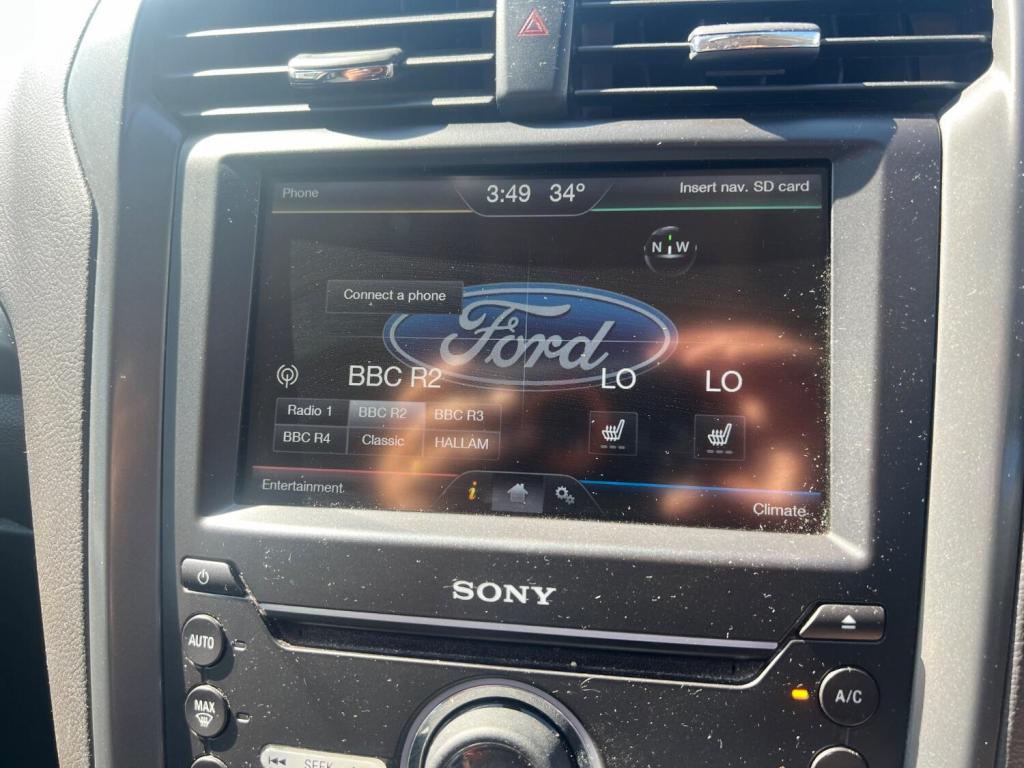 Phone
3:49 34°
Insert nav. SD card
N W
Connect a phone
Ford
BBC R2
LO
LO
Radio 1 BBC R2 BBC R3
BBC R4 Classic HALLAM
Entertainment
i
Climate
SONY
AUTO
MAX
A/C
SEEK